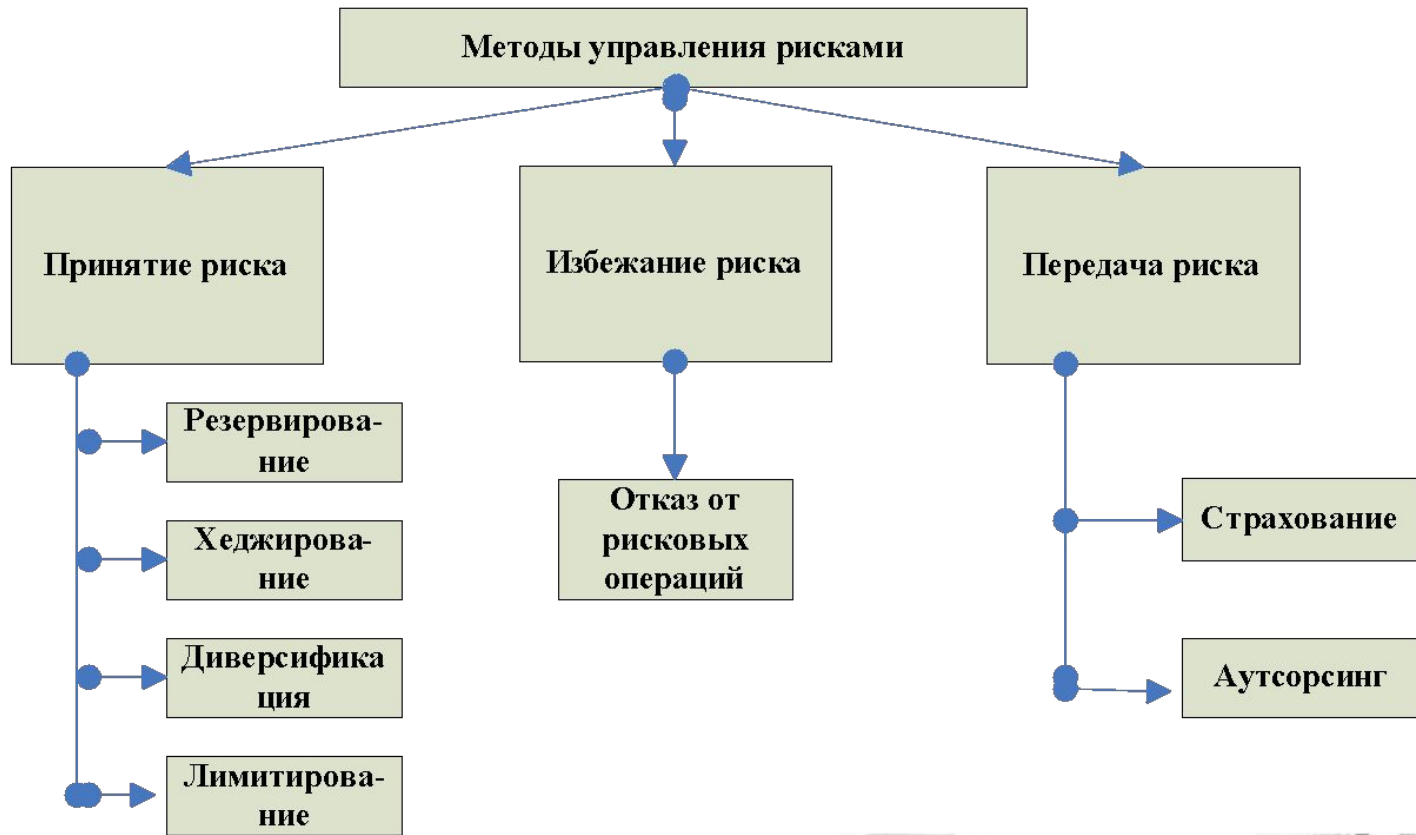 Методы управления рисками
Принятие риска
Избежание риска
Передача риска
Резервирова-
ние
Хеджирова-
ние
Диверсифика
ция
Лимитирова-
ние
Отказ от
рисковых
операций
Страхование
Аутсорсинг